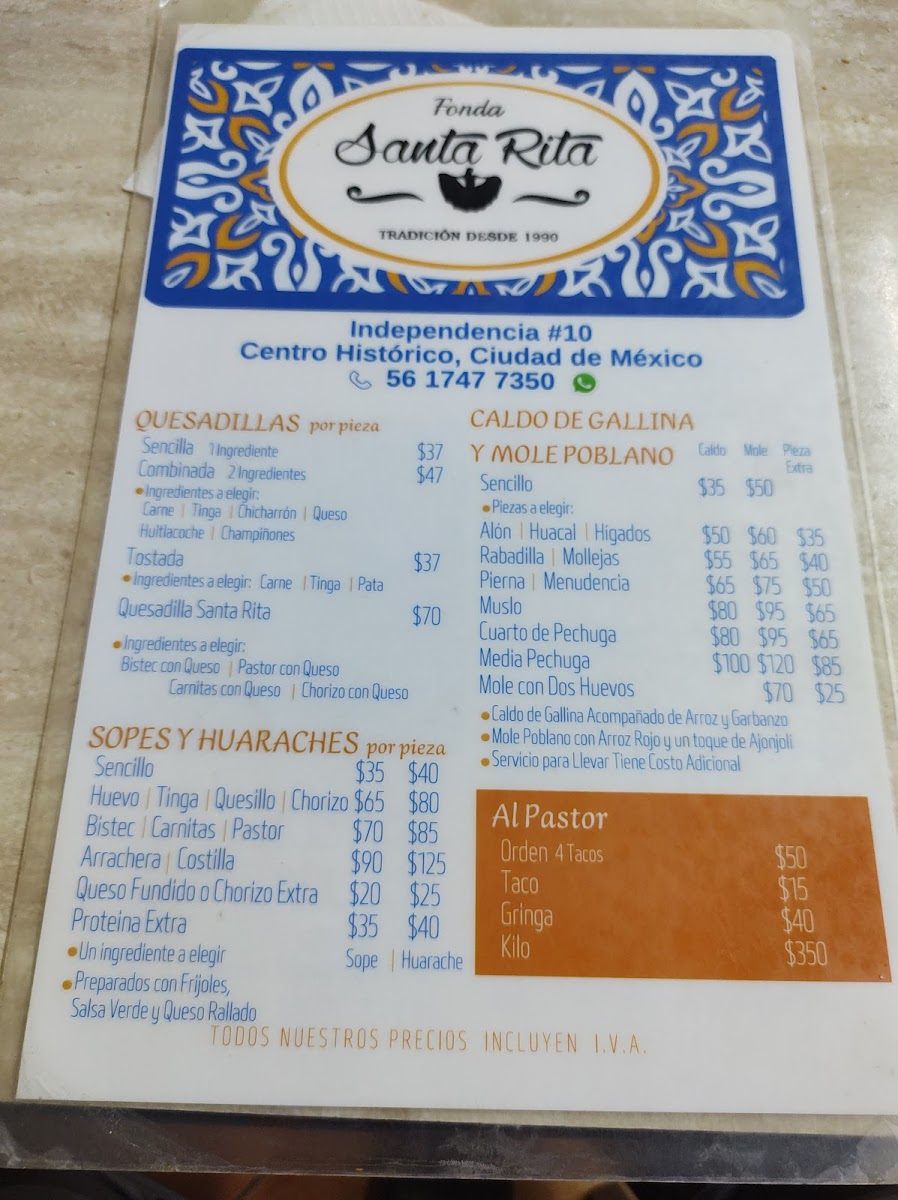 Fonda
Santa Rita
TRADICIÓN DESDE 1990
Independencia #10
Centro Histórico, Ciudad de México
56 1747 7350
QUESADILLAS por pieza
Sencilla 1 Ingrediente $37
Combinada 2 Ingredientes $47
• Ingredientes a elegir:
Carne | Tinga | Chicharrón | Queso
Huitlacoche | Champiñones
Tostada $37
• Ingredientes a elegir: Carne | Tinga | Pata
Quesadilla Santa Rita $70
• Ingredientes a elegir:
Bistec con Queso | Pastor con Queso
Carnitas con Queso | Chorizo con Queso
SOPES Y HUARACHES por pieza
Sencillo $35 $40
Huevo | Tinga | Quesillo | Chorizo $65 $80
Bistec | Carnitas | Pastor $70 $85
Arrachera | Costilla $90 $125
Queso Fundido o Chorizo Extra $20 $25
Proteina Extra $35 $40
• Un ingrediente a elegir Sope | Huarache
• Preparados con Frijoles,
Salsa Verde y Queso Rallado
CALDO DE GALLINA
Y MOLE POBLANO Caldo Mole Pieza
Extra
Sencillo $35 $50
• Piezas a elegir:
Alón | Huacal | Higados $50 $60 $35
Rabadilla | Mollejas $55 $65 $40
Pierna | Menudencia $65 $75 $50
Muslo $80 $95 $65
Cuarto de Pechuga $80 $95 $65
Media Pechuga $100 $120 $85
Mole con Dos Huevos $70 $25
• Caldo de Gallina Acompañado de Arroz y Garbanzo
• Mole Poblano con Arroz Rojo y un toque de Ajonjoli
• Servicio para Llevar Tiene Costo Adicional
Al Pastor
Orden 4 Tacos $50
Taco $15
Gringa $40
Kilo $350
TODOS NUESTROS PRECIOS INCLUYEN I.V.A.